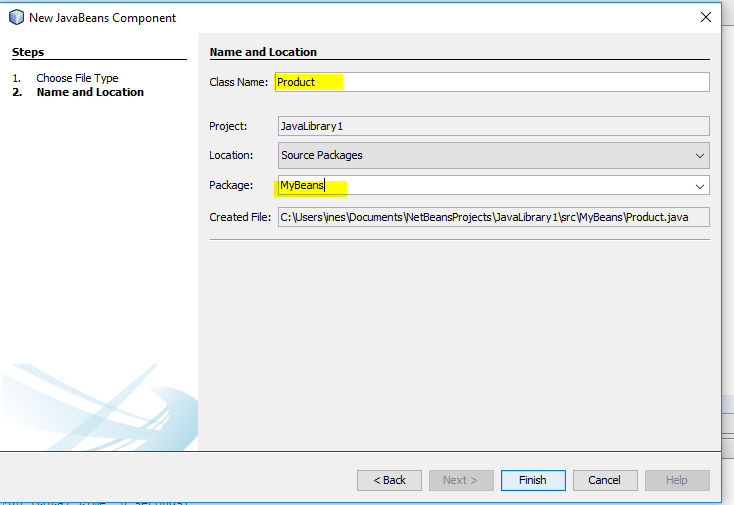 New JavaBeans Component
Steps
1. Choose File Type
2. Name and Location
Name and Location
Class Name: Product
Project: JavaLibrary1
Location: Source Packages
Package: MyBeans
Created File: C:\Users\ines\Documents\NetBeansProjects\JavaLibrary1\src\MyBeans\Product.java
< Back Next > Finish Cancel Help